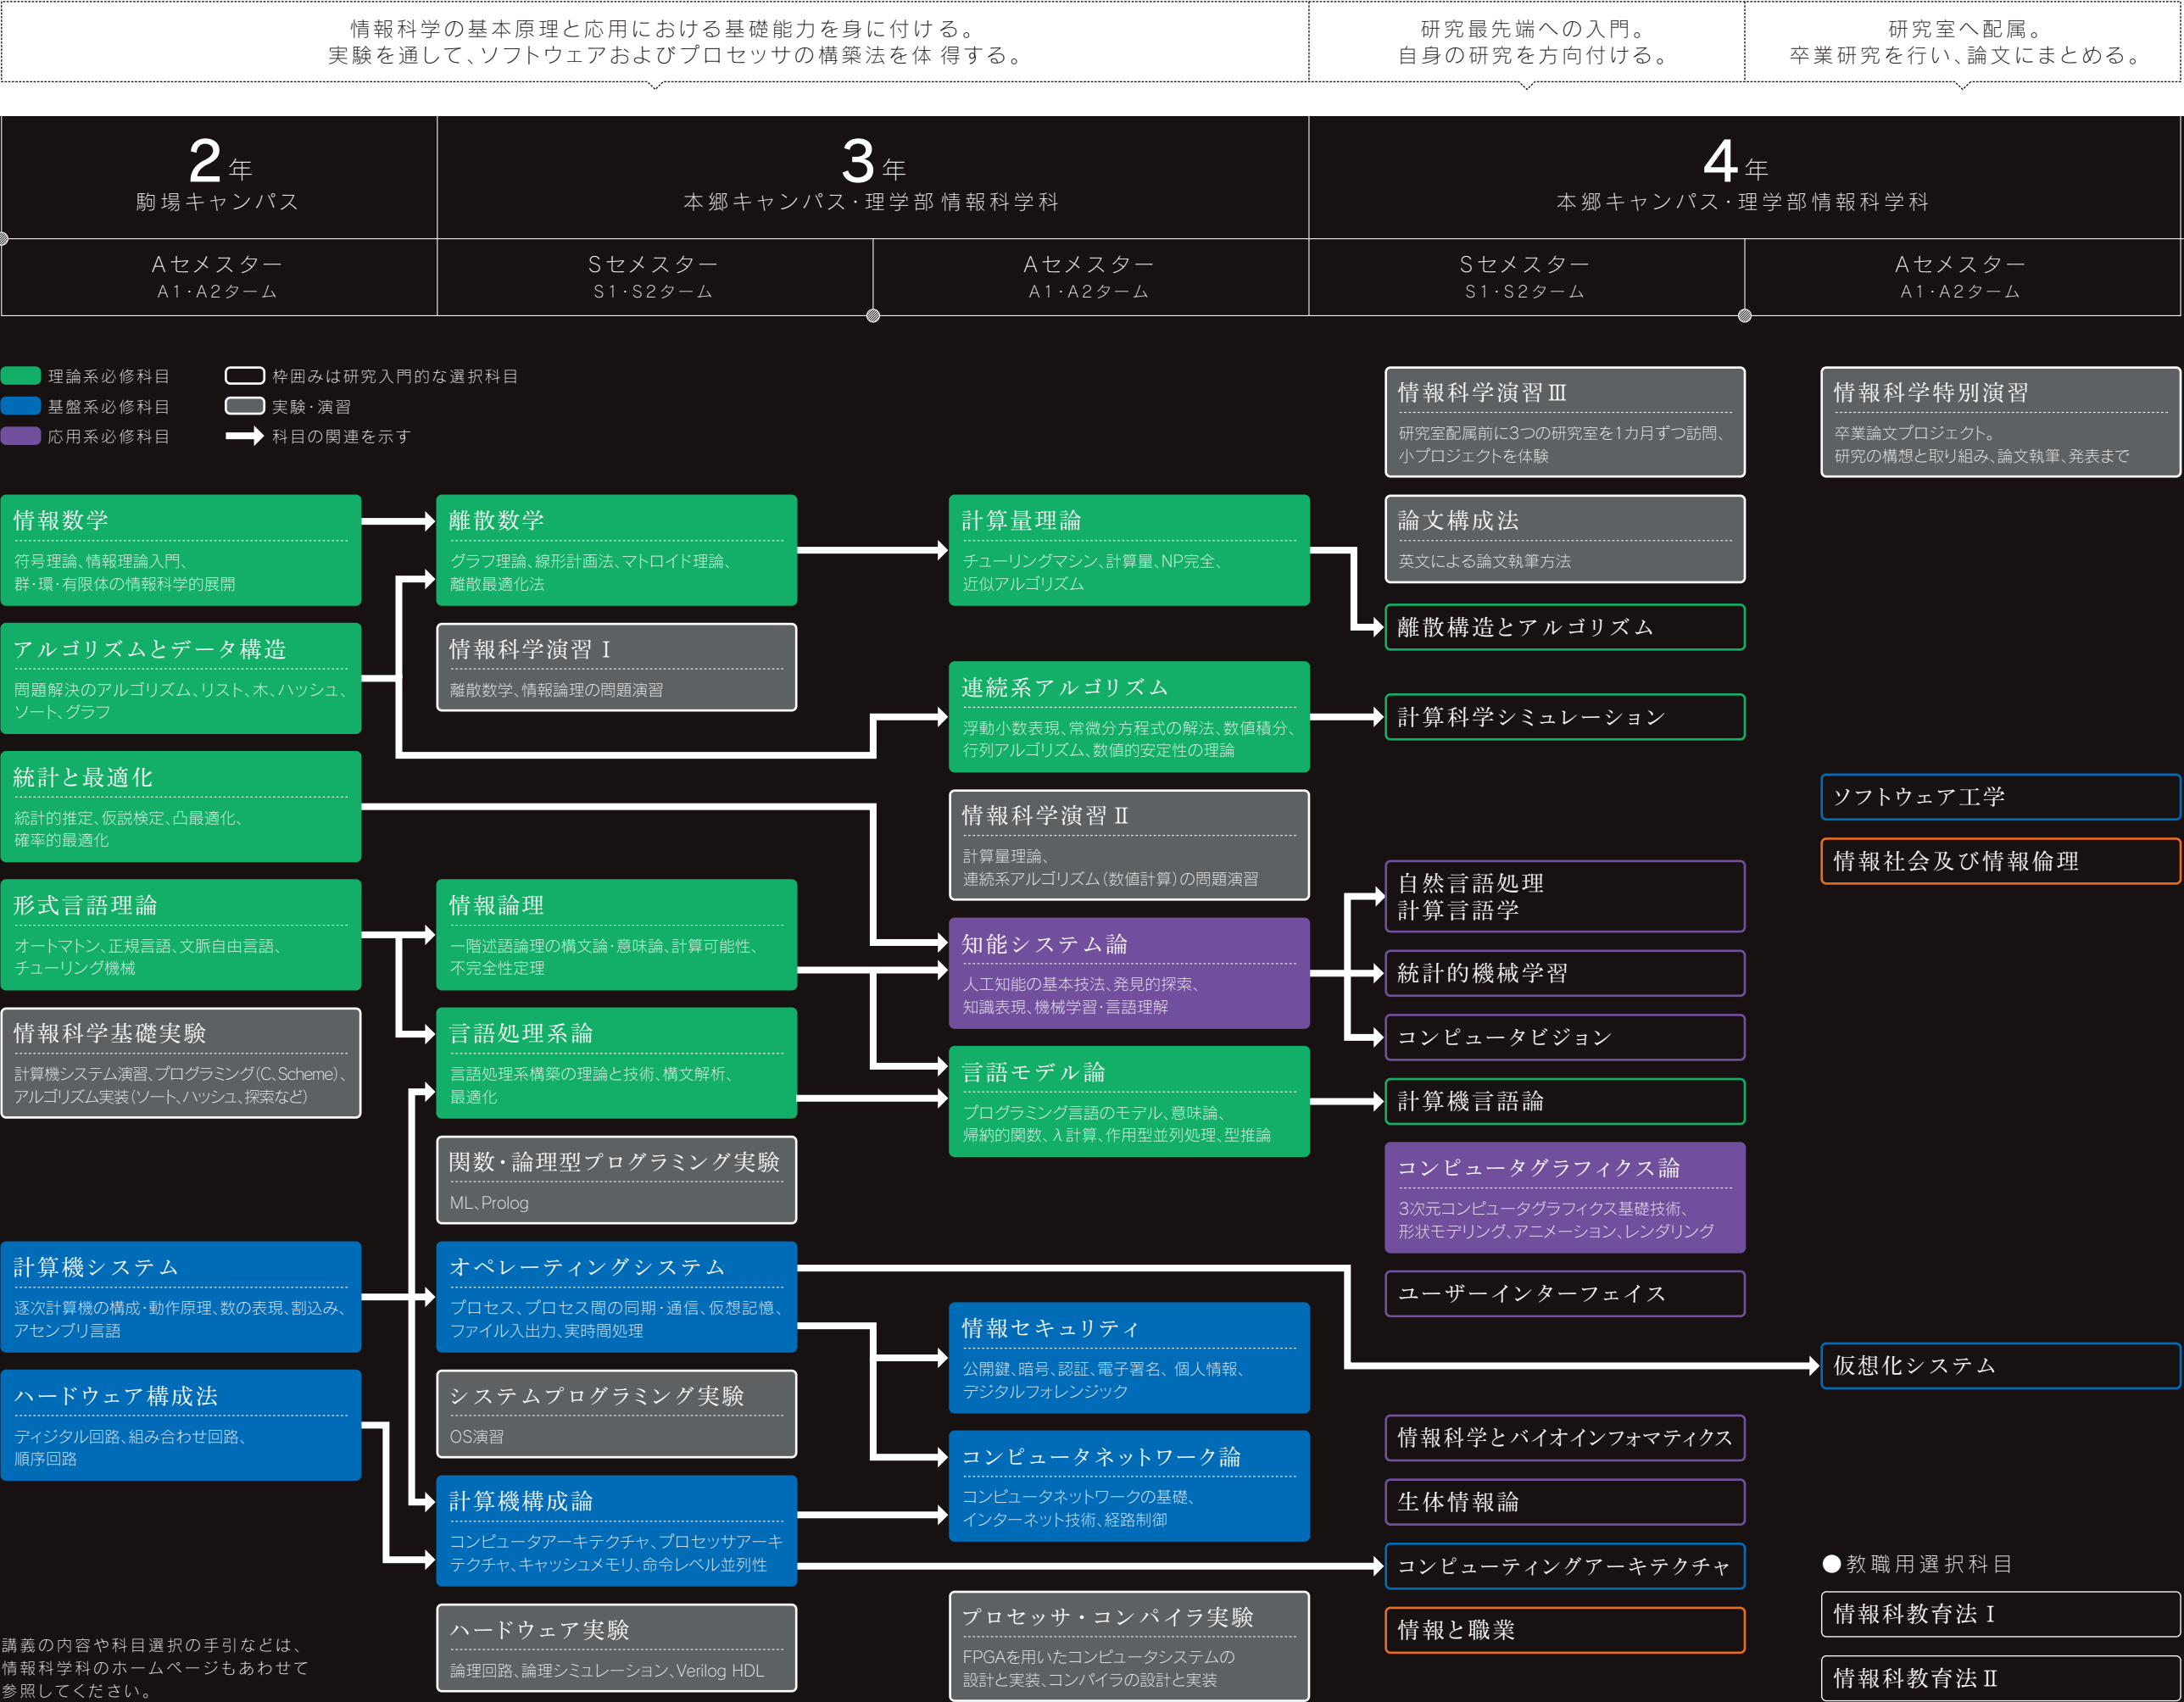 情報科学の基本原理と応用における基礎能力を身に付ける。
実験を通して、ソフトウェアおよびプロセッサの構築法を体 得する。
研究最先端への入門。
自身の研究を方向付ける。
研究室へ配属。
卒業研究を行い、論文にまとめる。
2年
駒場キャンパス
3年
本郷キャンパス・理学部情報科学科
4年
本郷キャンパス・理学部情報科学科
Aセメスター
A1・A2ターム
Sセメスター
S1・S2ターム
Aセメスター
A1・A2ターム
Sセメスター
S1・S2ターム
Aセメスター
A1・A2ターム
理論系必修科目
基盤系必修科目
応用系必修科目
枠囲みは研究入門的な選択科目
実験・演習
科目の関連を示す
情報数学
符号理論、情報理論入門、
群・環・有限体の情報科学的展開
アルゴリズムとデータ構造
問題解決のアルゴリズム、リスト、木、ハッシュ、
ソート、グラフ
統計と最適化
統計的推定、仮説検定、凸最適化、
確率的最適化
形式言語理論
オートマトン、正規言語、文脈自由言語、
チューリング機械
情報科学基礎実験
計算機システム演習、プログラミング(C、Scheme)、
アルゴリズム実装(ソート、ハッシュ、探索など)
計算機システム
逐次計算機の構成・動作原理、数の表現、割込み、
アセンブリ言語
ハードウェア構成法
ディジタル回路、組み合わせ回路、
順序回路
講義の内容や科目選択の手引などは、
情報科学科のホームページもあわせて
参照してください。
離散数学
グラフ理論、線形計画法、マトロイド理論、
離散最適化法
情報科学演習Ⅰ
離散数学、情報論理の問題演習
情報論理
一階述語論理の構文論・意味論、計算可能性、
不完全性定理
言語処理系論
言語処理系構築の理論と技術、構文解析、
最適化
関数・論理型プログラミング実験
ML、Prolog
オペレーティングシステム
プロセス、プロセス間の同期・通信、仮想記憶、
ファイル入出力、実時間処理
システムプログラミング実験
OS演習
計算機構成論
コンピュータアーキテクチャ、プロセッサアーキ
テクチャ、キャッシュメモリ、命令レベル並列性
ハードウェア実験
論理回路、論理シミュレーション、Verilog HDL
計算量理論
チューリングマシン、計算量、NP完全、
近似アルゴリズム
連続系アルゴリズム
浮動小数表現、常微分方程式の解法、数値積分、
行列アルゴリズム、数値的安定性の理論
情報科学演習Ⅱ
計算量理論、
連続系アルゴリズム(数値計算)の問題演習
知能システム論
人工知能の基本技法、発見的探索、
知識表現、機械学習・言語理解
言語モデル論
プログラミング言語のモデル、意味論、
帰納的関数、λ計算、作用型並列処理、型推論
情報セキュリティ
公開鍵、暗号、認証、電子署名、個人情報、
デジタルフォレンジック
コンピュータネットワーク論
コンピュータネットワークの基礎、
インターネット技術、経路制御
プロセッサ・コンパイラ実験
FPGAを用いたコンピュータシステムの
設計と実装、コンパイラの設計と実装
情報科学演習Ⅲ
研究室配属前に3つの研究室を1カ月ずつ訪問、
小プロジェクトを体験
論文構成法
英文による論文執筆方法
離散構造とアルゴリズム
計算科学シミュレーション
自然言語処理
計算言語学
統計的機械学習
コンピュータビジョン
計算機言語論
コンピュータグラフィクス論
3次元コンピュータグラフィクス基礎技術、
形状モデリング、アニメーション、レンダリング
ユーザーインターフェイス
情報科学とバイオインフォマティクス
生体情報論
コンピューティングアーキテクチャ
情報と職業
情報科学特別演習
卒業論文プロジェクト。
研究の構想と取り組み、論文執筆、発表まで
ソフトウェア工学
情報社会及び情報倫理
仮想化システム
●教職用選択科目
情報科教育法Ⅰ
情報科教育法Ⅱ